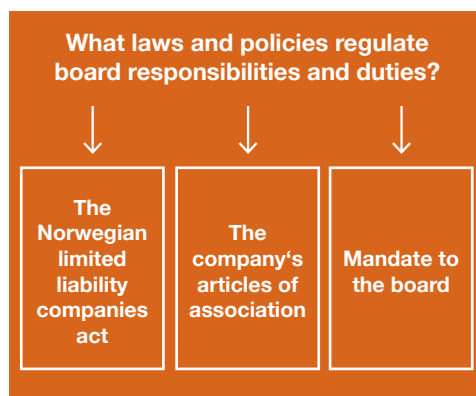 What laws and policies regulate
board responsibilities and duties?
The
Norwegian
limited
liability
companies
act
The
company‘s
articles of
association
Mandate to
the board